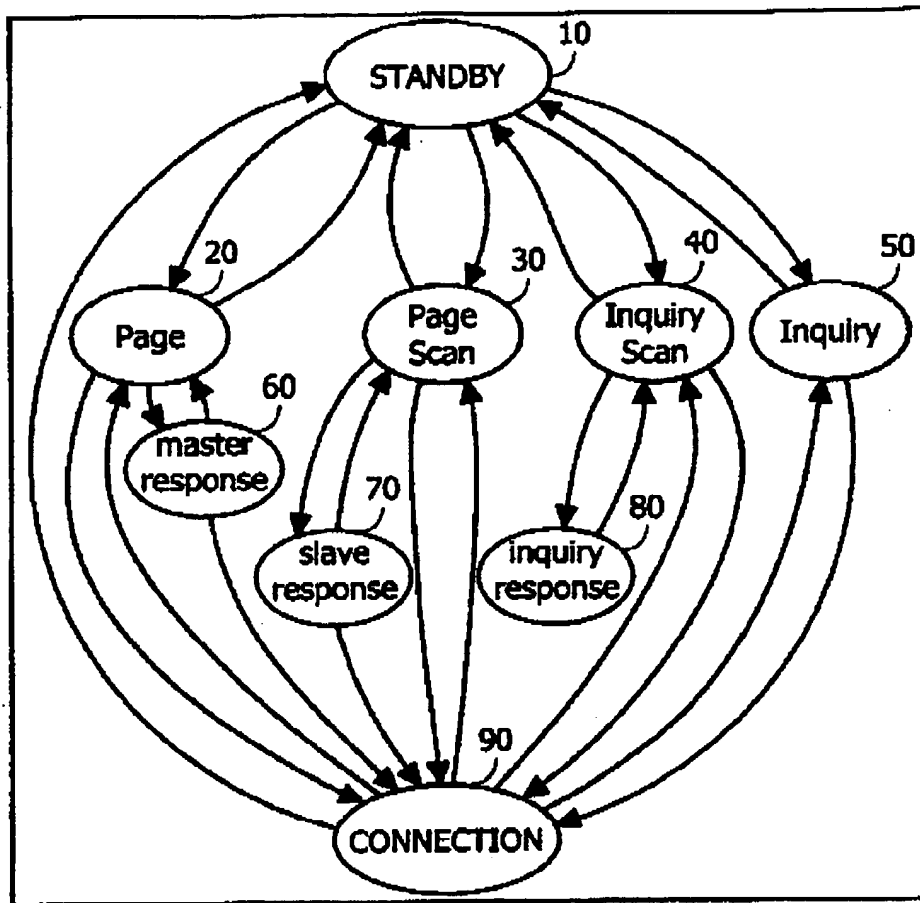 10
STANDBY
20
30
40
50
Page
Page
Scan
Inquiry
Scan
Inquiry
60
master
response
70
slave
response
80
inquiry
response
90
CONNECTION